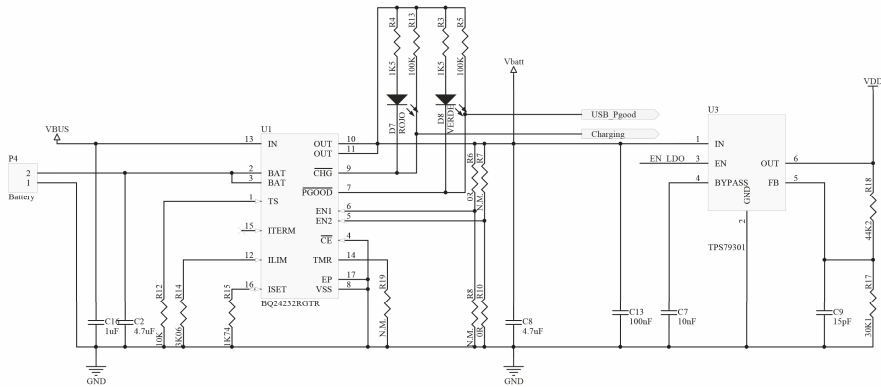 R4
R13
R3
R5
1K5
100K
1K5
100K
Vbatt
VDD
D7
ROJO
D8
VERDE
USB_Pgood
Charging
VBUS
U1
13
IN
OUT
10
OUT
11
2
BAT
3
BAT
CHG
9
1
TS
PGOOD
7
EN1
6
EN2
5
15
ITERM
CE
4
12
ILIM
TMR
14
EP
17
16
ISET
VSS
8
BQ24232RGTR
P4
2
1
Battery
R6
R7
0R
N.M.
R8
R10
N.M.
0R
R19
N.M.
R12
10K
R14
3K06
R15
1K74
C16
1uF
C2
4.7uF
C8
4.7uF
C13
100nF
C7
10nF
C9
15pF
U3
1
IN
EN_LDO
3
EN
OUT
6
4
BYPASS
FB
5
GND
2
TPS79301
R18
44K2
R17
30K1
GND
GND